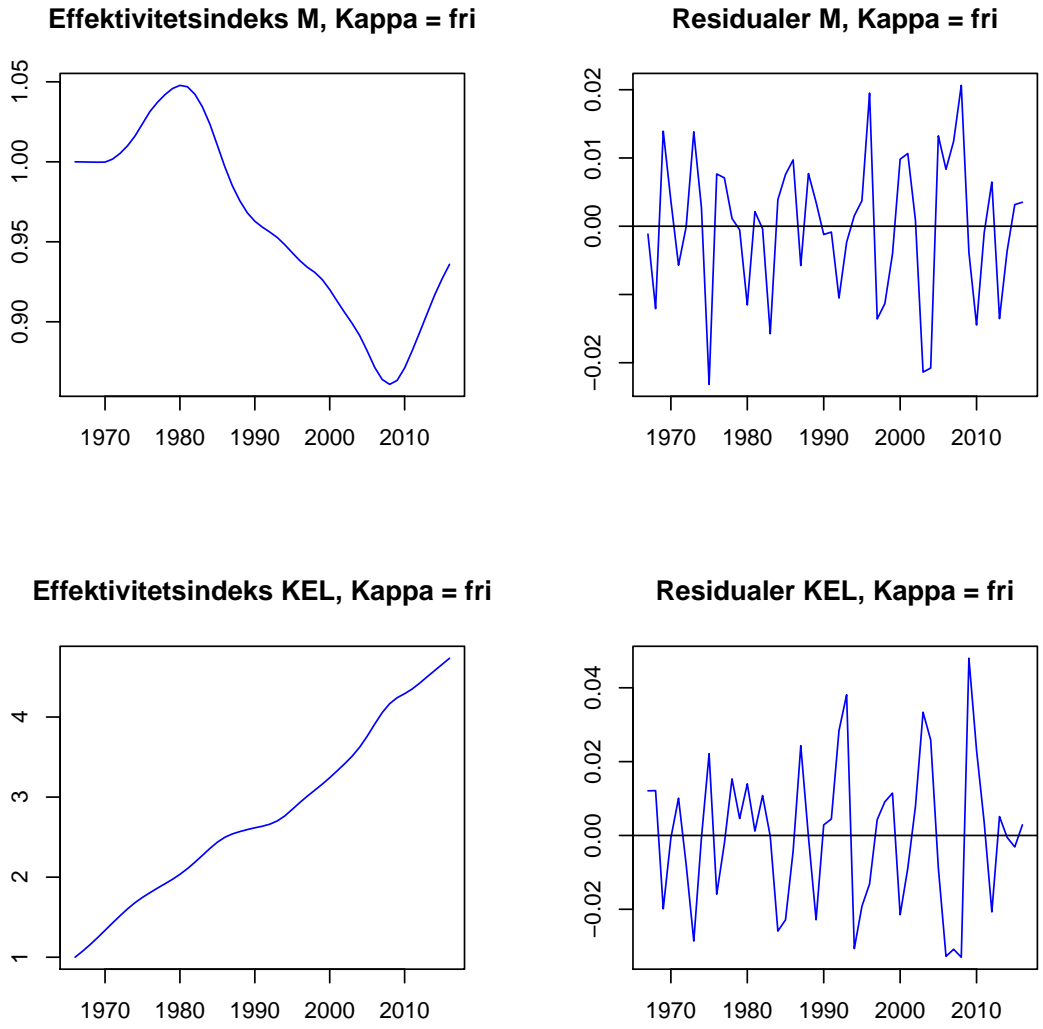 Effektivitetsindeks M, Kappa = fri
1.05
1.00
0.95
0.90
1970 1980 1990 2000 2010
Residualer M, Kappa = fri
0.02
0.01
0.00
−0.02
1970 1980 1990 2000 2010
Effektivitetsindeks KEL, Kappa = fri
4
3
2
1
1970 1980 1990 2000 2010
Residualer KEL, Kappa = fri
0.04
0.02
0.00
−0.02
1970 1980 1990 2000 2010